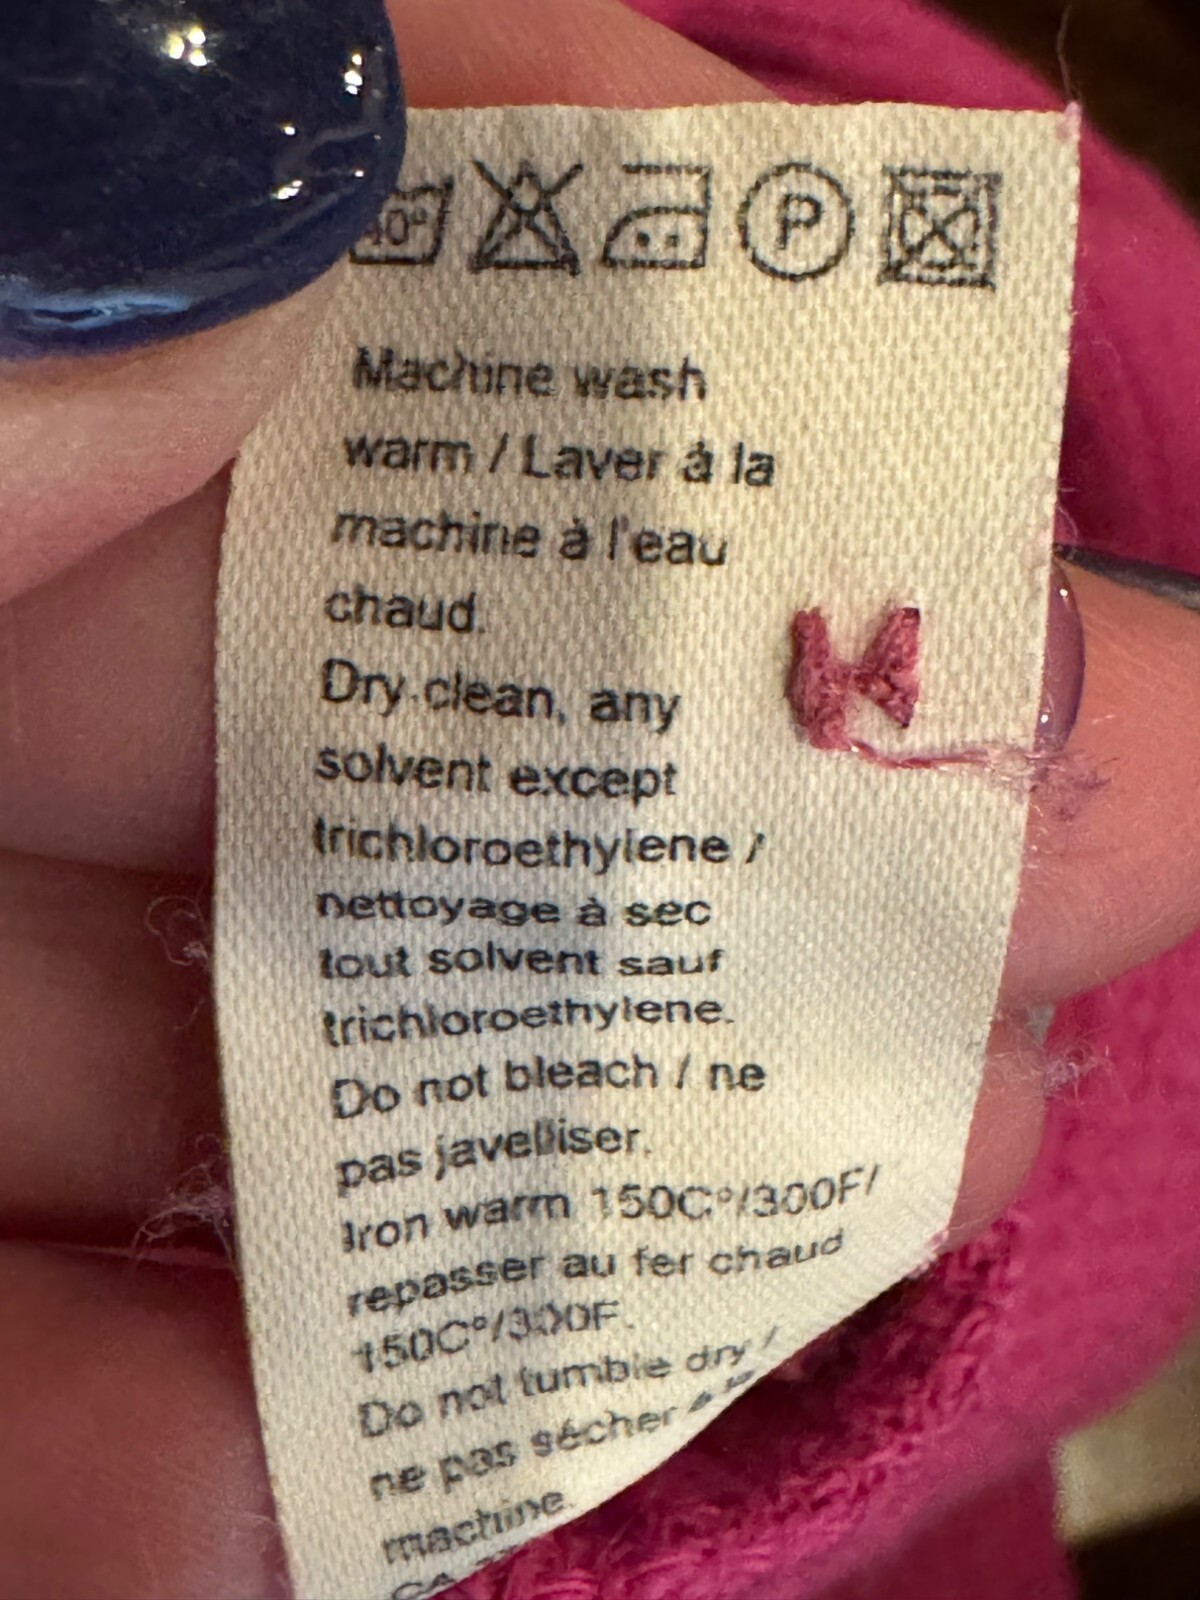 40°
P
Machine wash
warm / Laver à la
machine à l'eau
chaud.
Dry clean, any
solvent except
trichloroethylene /
nettoyage à sec
tout solvent sauf
trichloroethylene.
Do not bleach / ne
pas javelliser.
Iron warm 150C°/300F/
repasser au fer chaud
150C°/300F.
Do not tumble dry /
ne pas sécher à la
machine.
CA